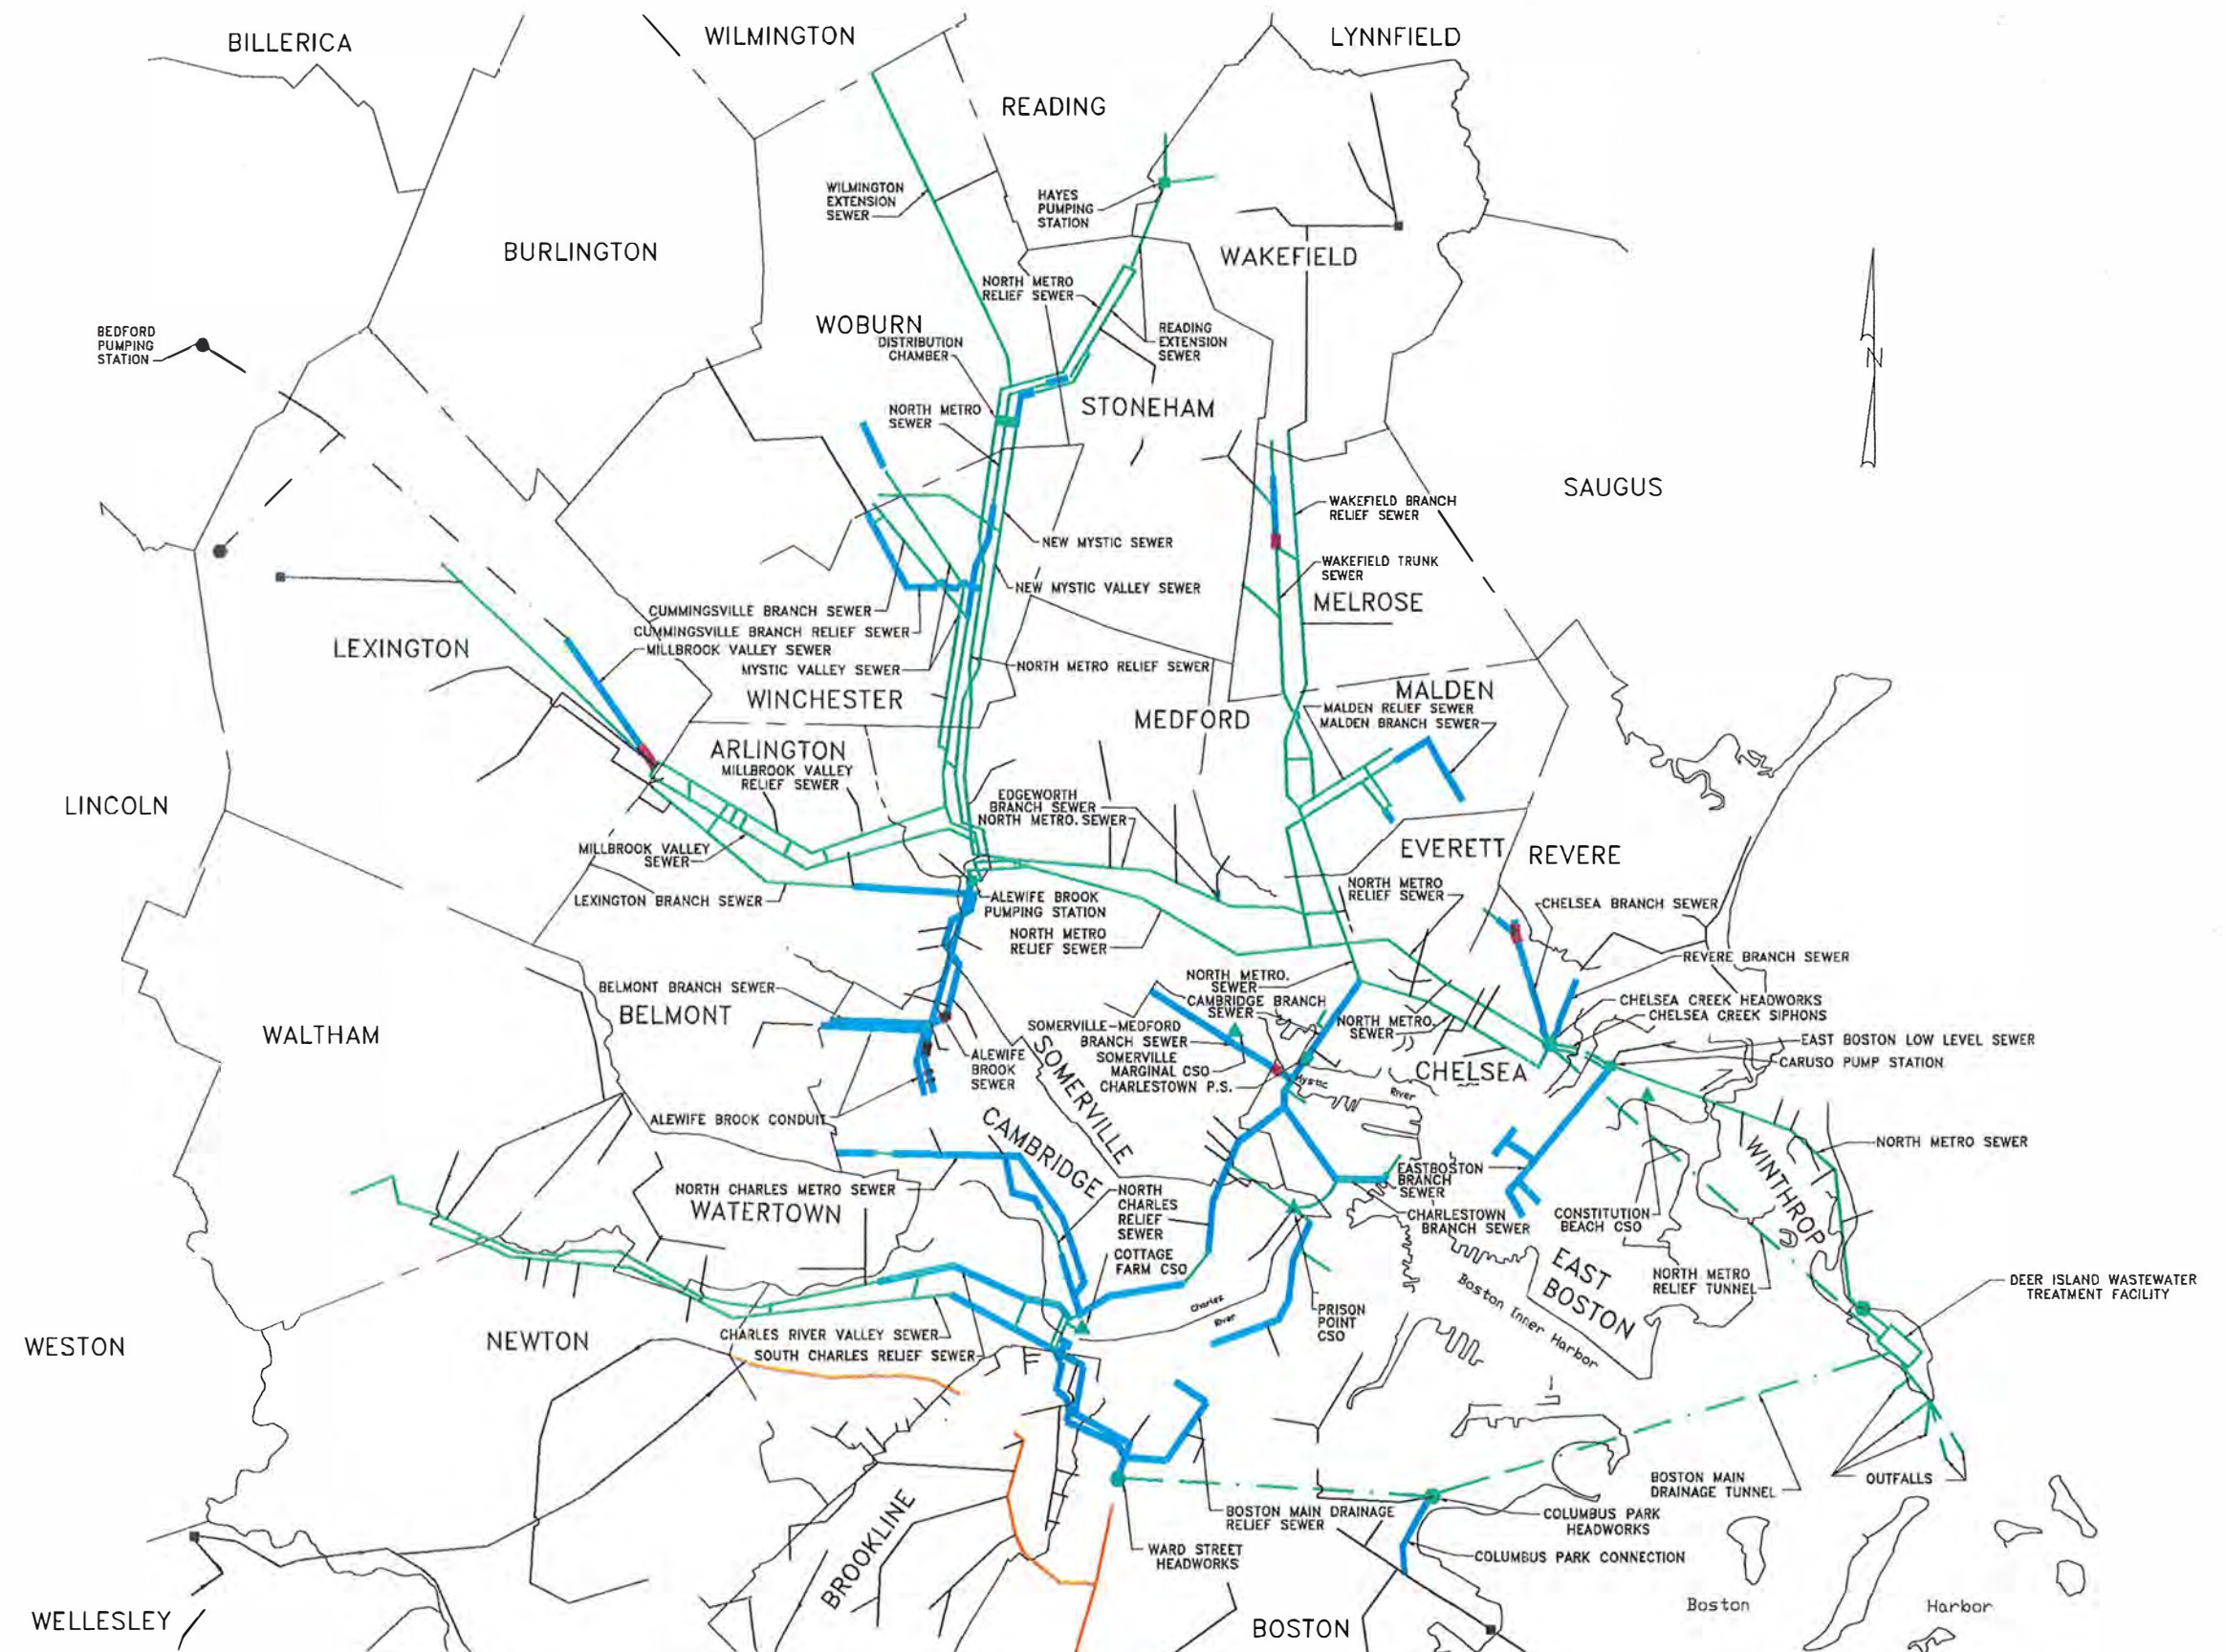 BILLERICA
WILMINGTON
LYNNFIELD
READING
WILMINGTON
EXTENSION
SEWER
HAYES
PUMPING
STATION
BURLINGTON
WAKEFIELD
NORTH METRO
RELIEF SEWER
WOBURN
DISTRIBUTION
CHAMBER
READING
EXTENSION
SEWER
BEDFORD
PUMPING
STATION
N
NORTH METRO
SEWER
STONEHAM
SAUGUS
WAKEFIELD BRANCH
RELIEF SEWER
NEW MYSTIC SEWER
WAKEFIELD TRUNK
SEWER
NEW MYSTIC VALLEY SEWER
MELROSE
CUMMINGSVILLE BRANCH SEWER
CUMMINGSVILLE BRANCH RELIEF SEWER
LEXINGTON
MILLBROOK VALLEY SEWER
MYSTIC VALLEY SEWER
NORTH METRO RELIEF SEWER
WINCHESTER
MALDEN
MALDEN RELIEF SEWER
MALDEN BRANCH SEWER
MEDFORD
ARLINGTON
MILLBROOK VALLEY
RELIEF SEWER
LINCOLN
EDGEWORTH
BRANCH SEWER
NORTH METRO. SEWER
MILLBROOK VALLEY
SEWER
EVERETT
REVERE
LEXINGTON BRANCH SEWER
ALEWIFE BROOK
PUMPING STATION
NORTH METRO
RELIEF SEWER
CHELSEA BRANCH SEWER
NORTH METRO
RELIEF SEWER
REVERE BRANCH SEWER
BELMONT BRANCH SEWER
BELMONT
NORTH METRO.
SEWER
CAMBRIDGE BRANCH
SEWER
CHELSEA CREEK HEADWORKS
CHELSEA CREEK SIPHONS
WALTHAM
SOMERVILLE-MEDFORD
BRANCH SEWER
NORTH METRO.
SEWER
EAST BOSTON LOW LEVEL SEWER
SOMERVILLE
MARGINAL CSO
CHARLESTOWN P.S.
CARUSO PUMP STATION
CHELSEA
ALEWIFE
BROOK
SEWER
SOMERVILLE
Mystic
River
ALEWIFE BROOK CONDUIT
CAMBRIDGE
NORTH METRO SEWER
WINTHROP
EASTBOSTON
BRANCH
SEWER
NORTH CHARLES METRO SEWER
WATERTOWN
NORTH
CHARLES
RELIEF
SEWER
CHARLESTOWN
BRANCH SEWER
CONSTITUTION
BEACH CSO
COTTAGE
FARM CSO
EAST
BOSTON
NORTH METRO
RELIEF TUNNEL
DEER ISLAND WASTEWATER
TREATMENT FACILITY
Boston Inner Harbor
Charles
River
PRISON
POINT
CSO
WESTON
NEWTON
CHARLES RIVER VALLEY SEWER
SOUTH CHARLES RELIEF SEWER
BOSTON MAIN
DRAINAGE TUNNEL
OUTFALLS
BROOKLINE
BOSTON MAIN DRAINAGE
RELIEF SEWER
COLUMBUS PARK
HEADWORKS
WARD STREET
HEADWORKS
COLUMBUS PARK CONNECTION
WELLESLEY
BOSTON
Boston
Harbor